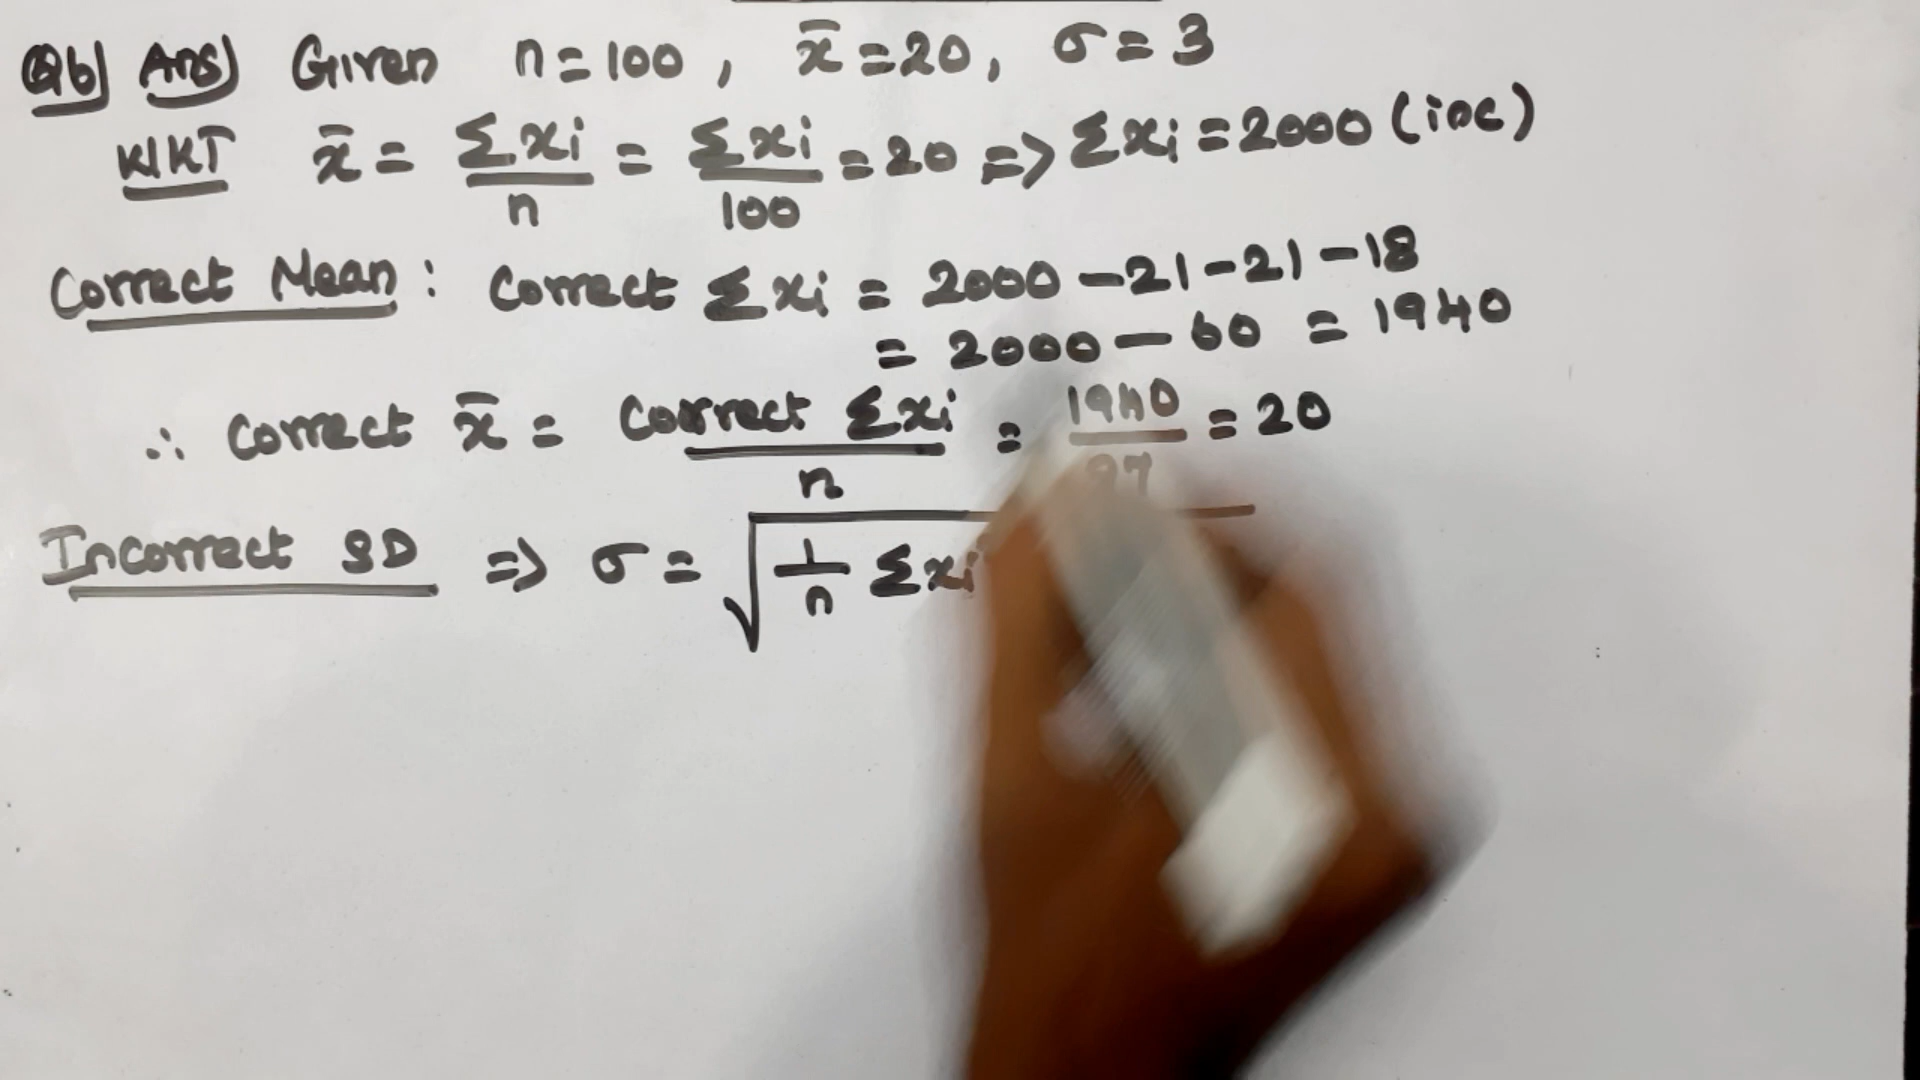 Q6) Ans) Given n=100, x̄=20, σ=3
WKT x̄ = Σxi/n = Σxi/100 = 20 => Σxi = 2000 (inc)
Correct Mean: Correct Σxi = 2000 -21-21-18
= 2000 - 60 = 1940
∴ Correct x̄ = Correct Σxi/n = 1940/97 = 20
Incorrect SD => σ = √1/n Σxi